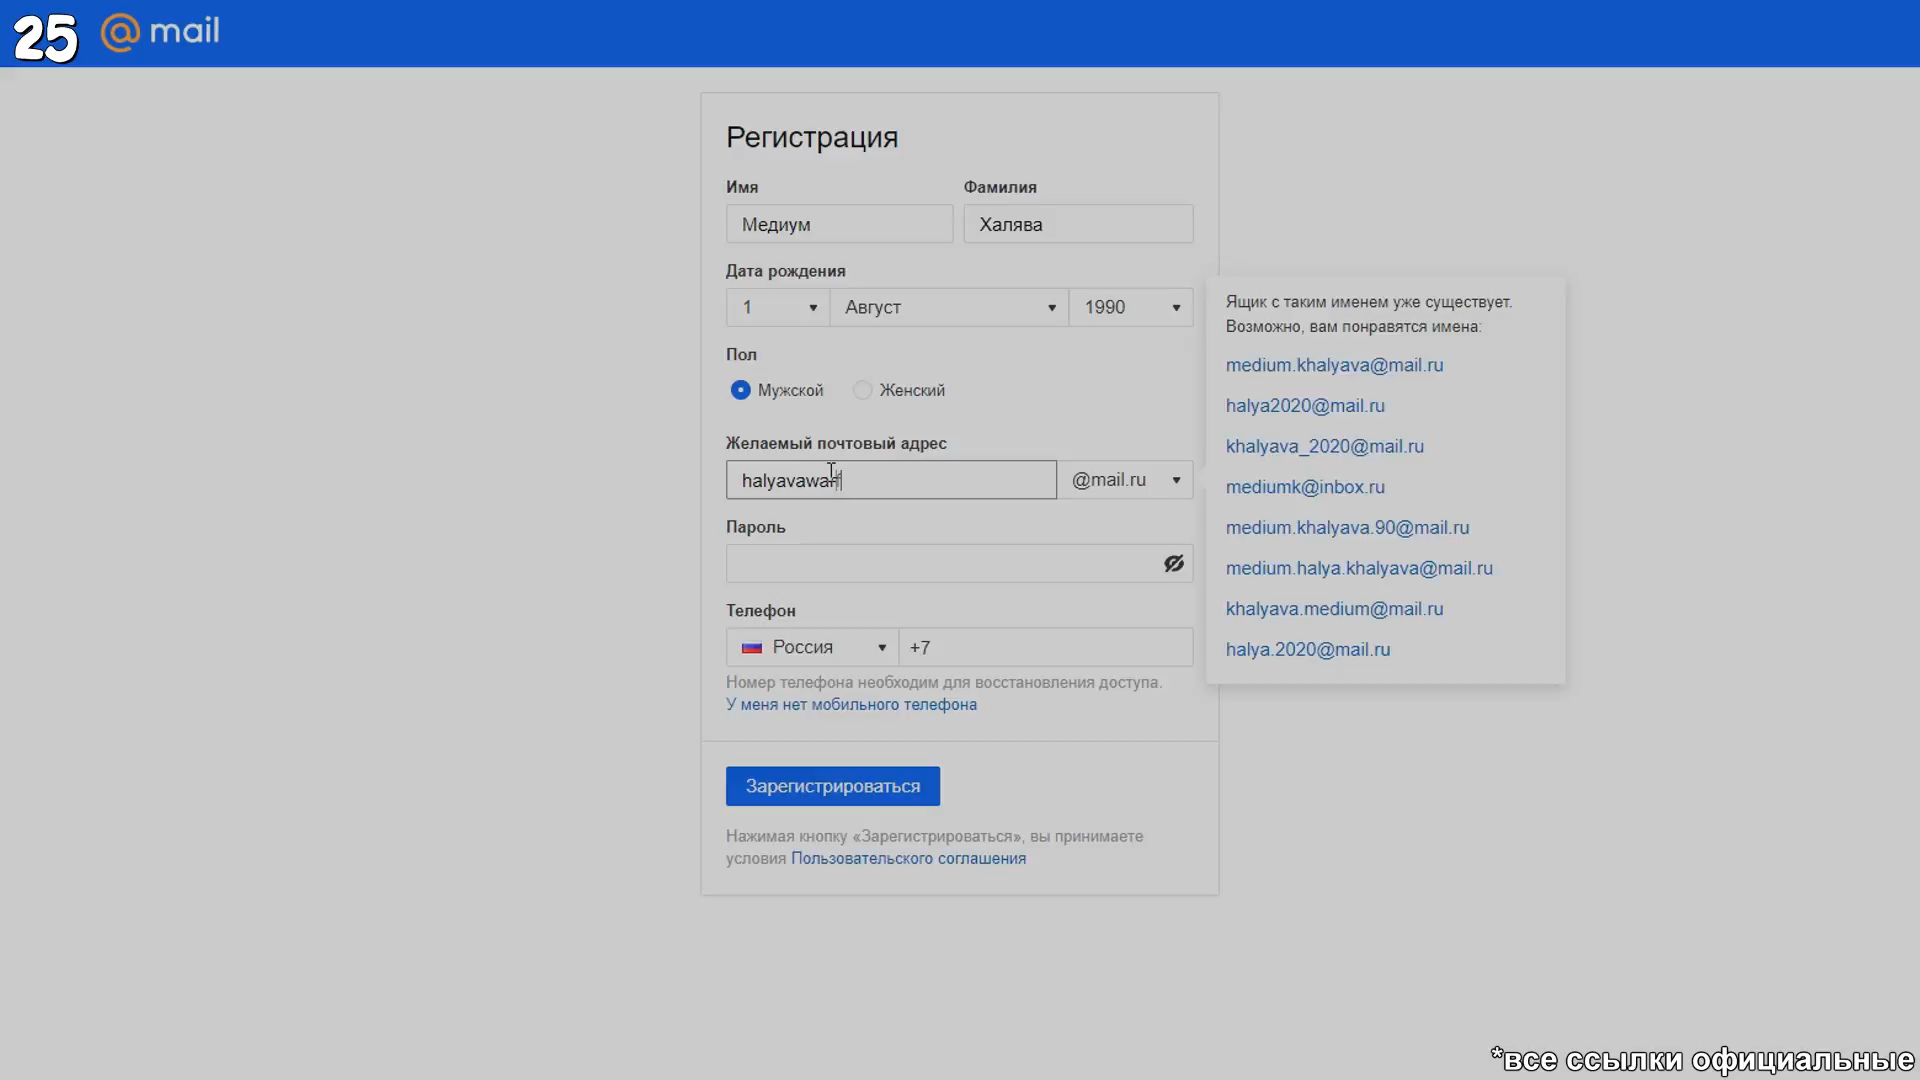 25 mail
Регистрация
Имя Фамилия
Медиум Халява
Дата рождения
1 Август 1990
Пол
Мужской Женский
Желаемый почтовый адрес
@mail.ru
Пароль
Телефон
Россия +7
Номер телефона необходим для восстановления доступа.
У меня нет мобильного телефона
Зарегистрироваться
Нажимая кнопку «Зарегистрироваться», вы принимаете
условия Пользовательского соглашения
Ящик с таким именем уже существует.
Возможно, вам понравятся имена:
medium.khalyava@mail.ru
halya2020@mail.ru
khalyava_2020@mail.ru
mediumk@inbox.ru
medium.khalyava.90@mail.ru
medium.halya.khalyava@mail.ru
khalyava.medium@mail.ru
halya.2020@mail.ru
*все ссылки официальные